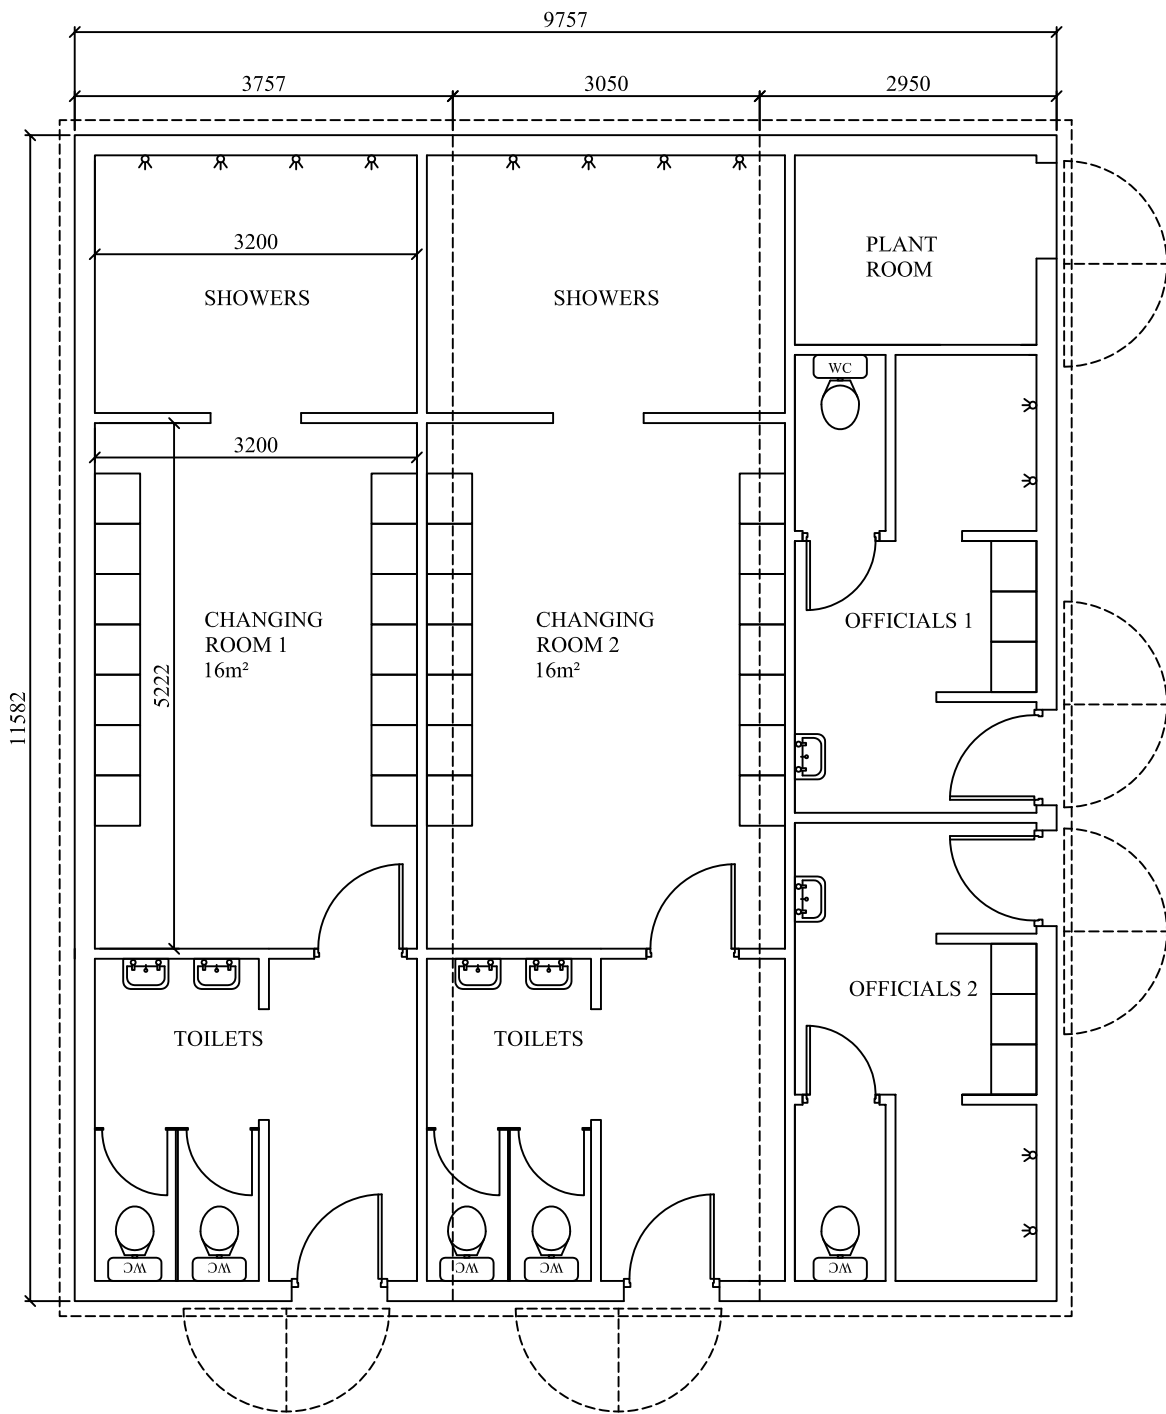 9757
3757
3050
2950
3200
SHOWERS
SHOWERS
PLANT
ROOM
WC
3200
CHANGING
ROOM 1
16m²
CHANGING
ROOM 2
16m²
OFFICIALS 1
5222
11582
OFFICIALS 2
TOILETS
TOILETS
WC
WC
WC
WC
WC